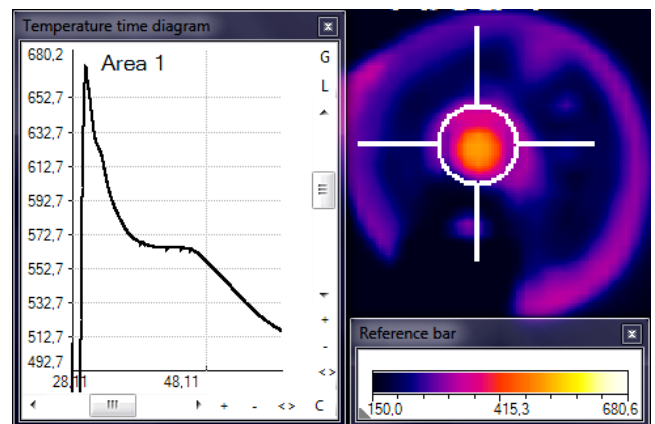 Temperature time diagram x
680,2 Area 1 G
L
652,7
632,7
612,7
592,7
572,7
552,7
532,7 +
512,7 -
492,7 <>
28,11 48,11
+ - <> C
Reference bar x
150,0 415,3 680,6